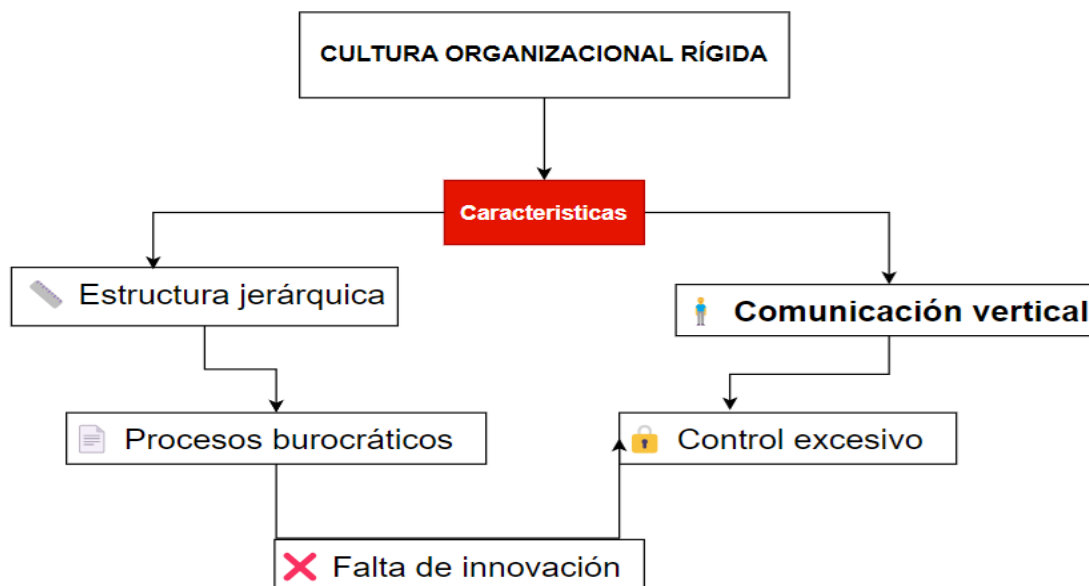 CULTURA ORGANIZACIONAL RÍGIDA
Caracteristicas
Estructura jerárquica
Comunicación vertical
Procesos burocráticos
Control excesivo
Falta de innovación